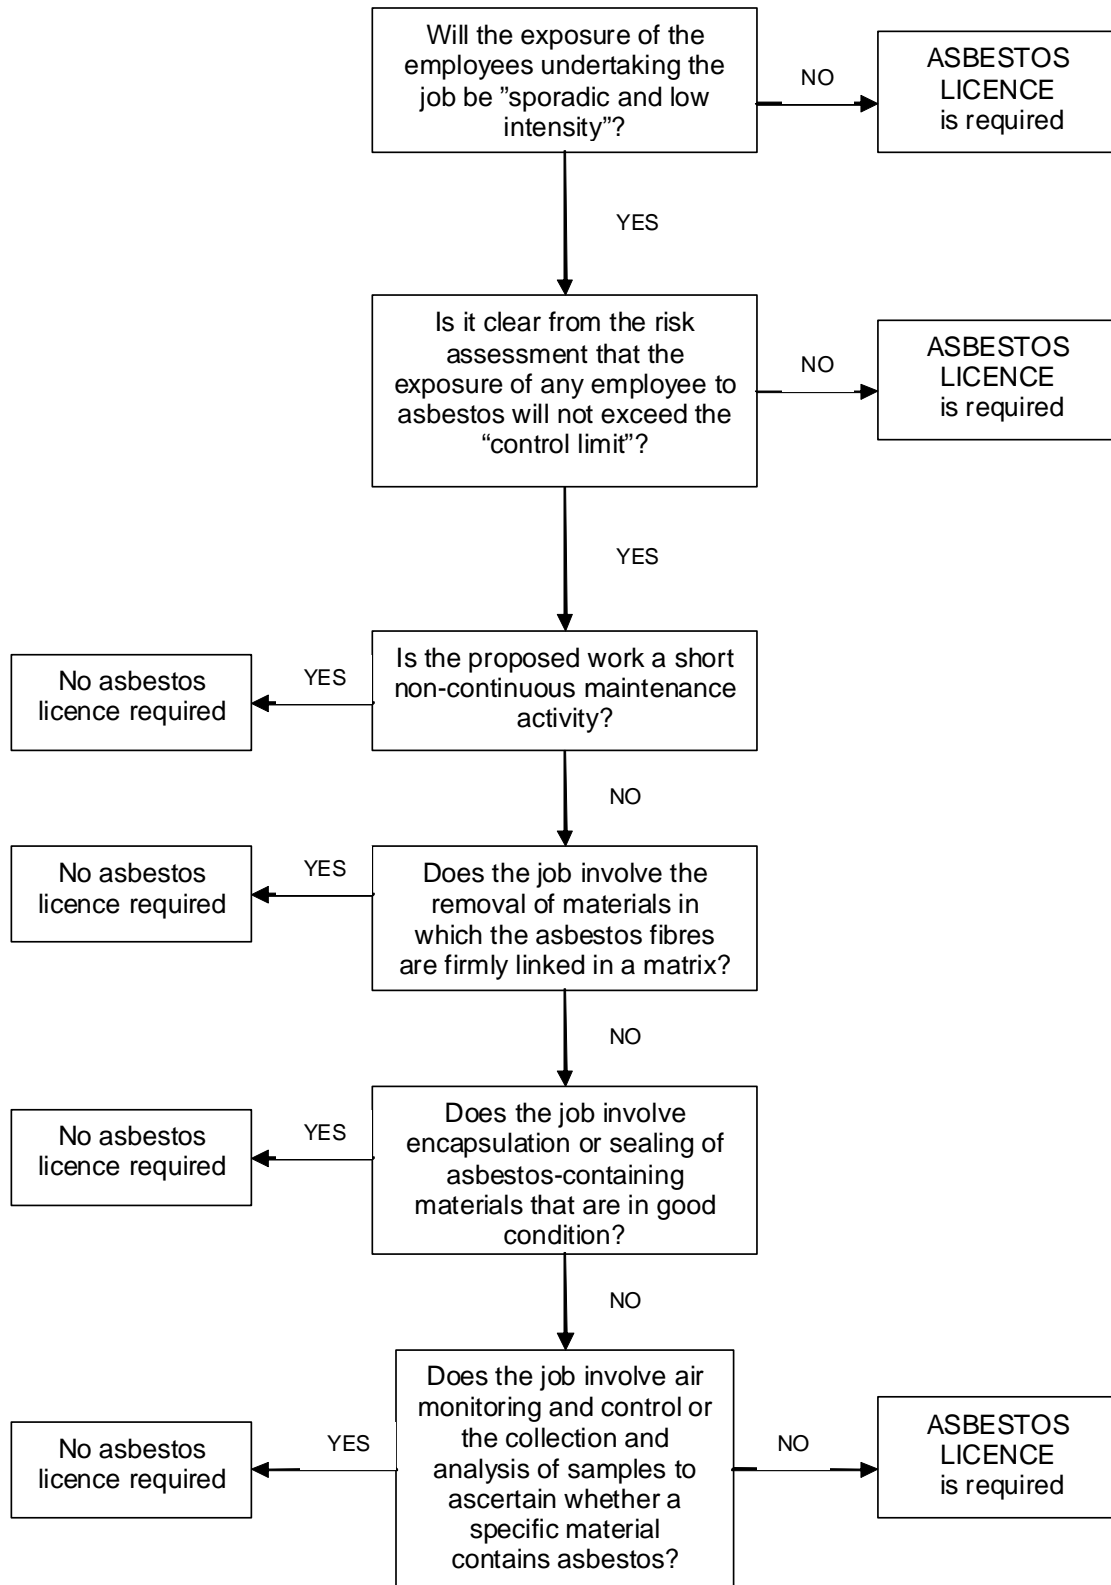 Will the exposure of the
employees undertaking the
job be ”sporadic and low
intensity”?
NO
ASBESTOS
LICENCE
is required
YES
Is it clear from the risk
assessment that the
exposure of any employee to
asbestos will not exceed the
“control limit”?
NO
ASBESTOS
LICENCE
is required
YES
Is the proposed work a short
non-continuous maintenance
activity?
YES
No asbestos
licence required
NO
Does the job involve the
removal of materials in
which the asbestos fibres
are firmly linked in a matrix?
YES
No asbestos
licence required
NO
Does the job involve
encapsulation or sealing of
asbestos-containing
materials that are in good
condition?
YES
No asbestos
licence required
NO
Does the job involve air
monitoring and control or
the collection and
analysis of samples to
ascertain whether a
specific material
contains asbestos?
YES
No asbestos
licence required
NO
ASBESTOS
LICENCE
is required